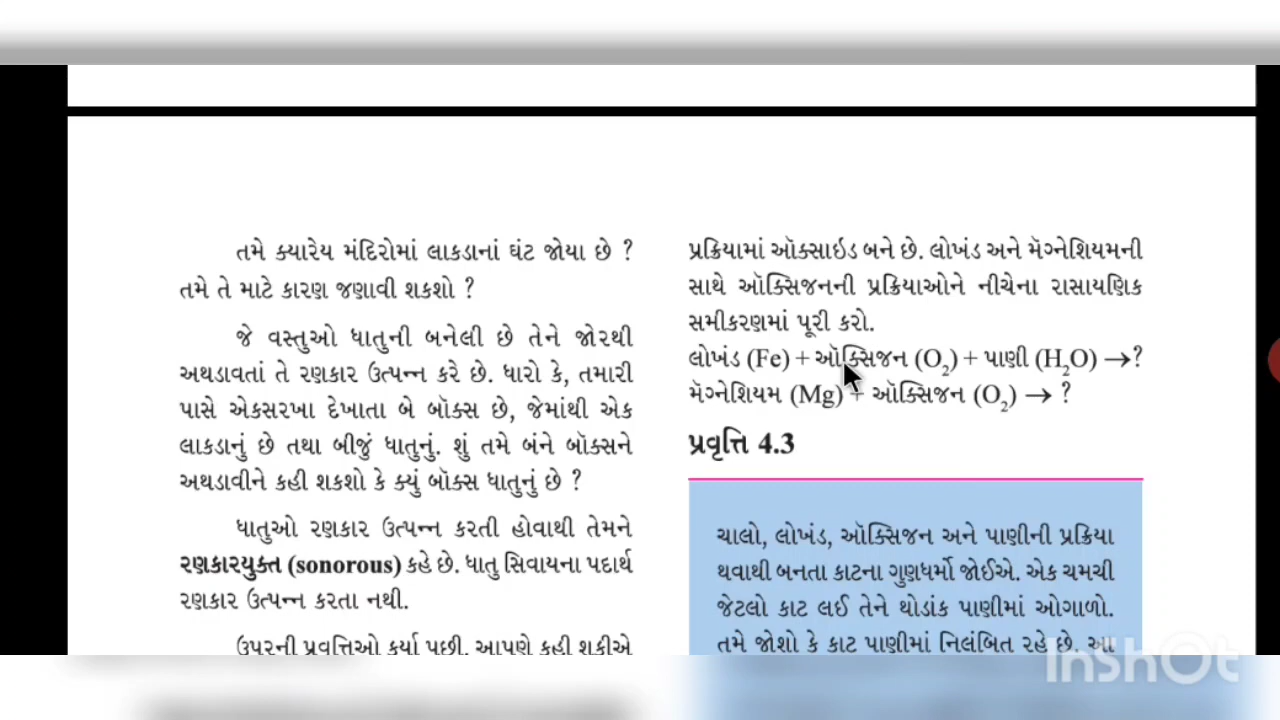 તમે ક્યારેય મંદિરોમાં લાકડાનાં ઘંટ જોયા છે ?
તમે તે માટે કારણ જણાવી શકશો ?
જે વસ્તુઓ ધાતુની બનેલી છે તેને જોરથી
અથડાવતાં તે રણકાર ઉત્પન્ન કરે છે. ધારો કે, તમારી
પાસે એકસરખા દેખાતા બે બૉક્સ છે, જેમાંથી એક
લાકડાનું છે તથા બીજું ધાતુનું. શું તમે બંને બૉક્સને
અથડાવીને કહી શકશો કે ક્યું બૉક્સ ધાતુનું છે ?
ધાતુઓ રણકાર ઉત્પન્ન કરતી હોવાથી તેમને
રણકારયુક્ત (sonorous) કહે છે. ધાતુ સિવાયના પદાર્થ
રણકાર ઉત્પન્ન કરતા નથી.
ઉપરની પ્રવૃત્તિઓ કર્યા પછી, આપણે કહી શકીએ
પ્રક્રિયામાં ઑક્સાઇડ બને છે. લોખંડ અને મૅગ્નેશિયમની
સાથે ઑક્સિજનની પ્રક્રિયાઓને નીચેના રાસાયણિક
સમીકરણમાં પૂરી કરો.
લોખંડ (Fe) + ઑક્સિજન (O₂) + પાણી (H₂O) →?
મૅગ્નેશિયમ (Mg) + ઑક્સિજન (O₂) → ?
પ્રવૃત્તિ 4.3
ચાલો, લોખંડ, ઑક્સિજન અને પાણીની પ્રક્રિયા
થવાથી બનતા કાટના ગુણધર્મો જોઈએ. એક ચમચી
જેટલો કાટ લઈ તેને થોડાંક પાણીમાં ઓગાળો.
તમે જોશો કે કાટ પાણીમાં નિલંબિત રહે છે. આ
InShOt